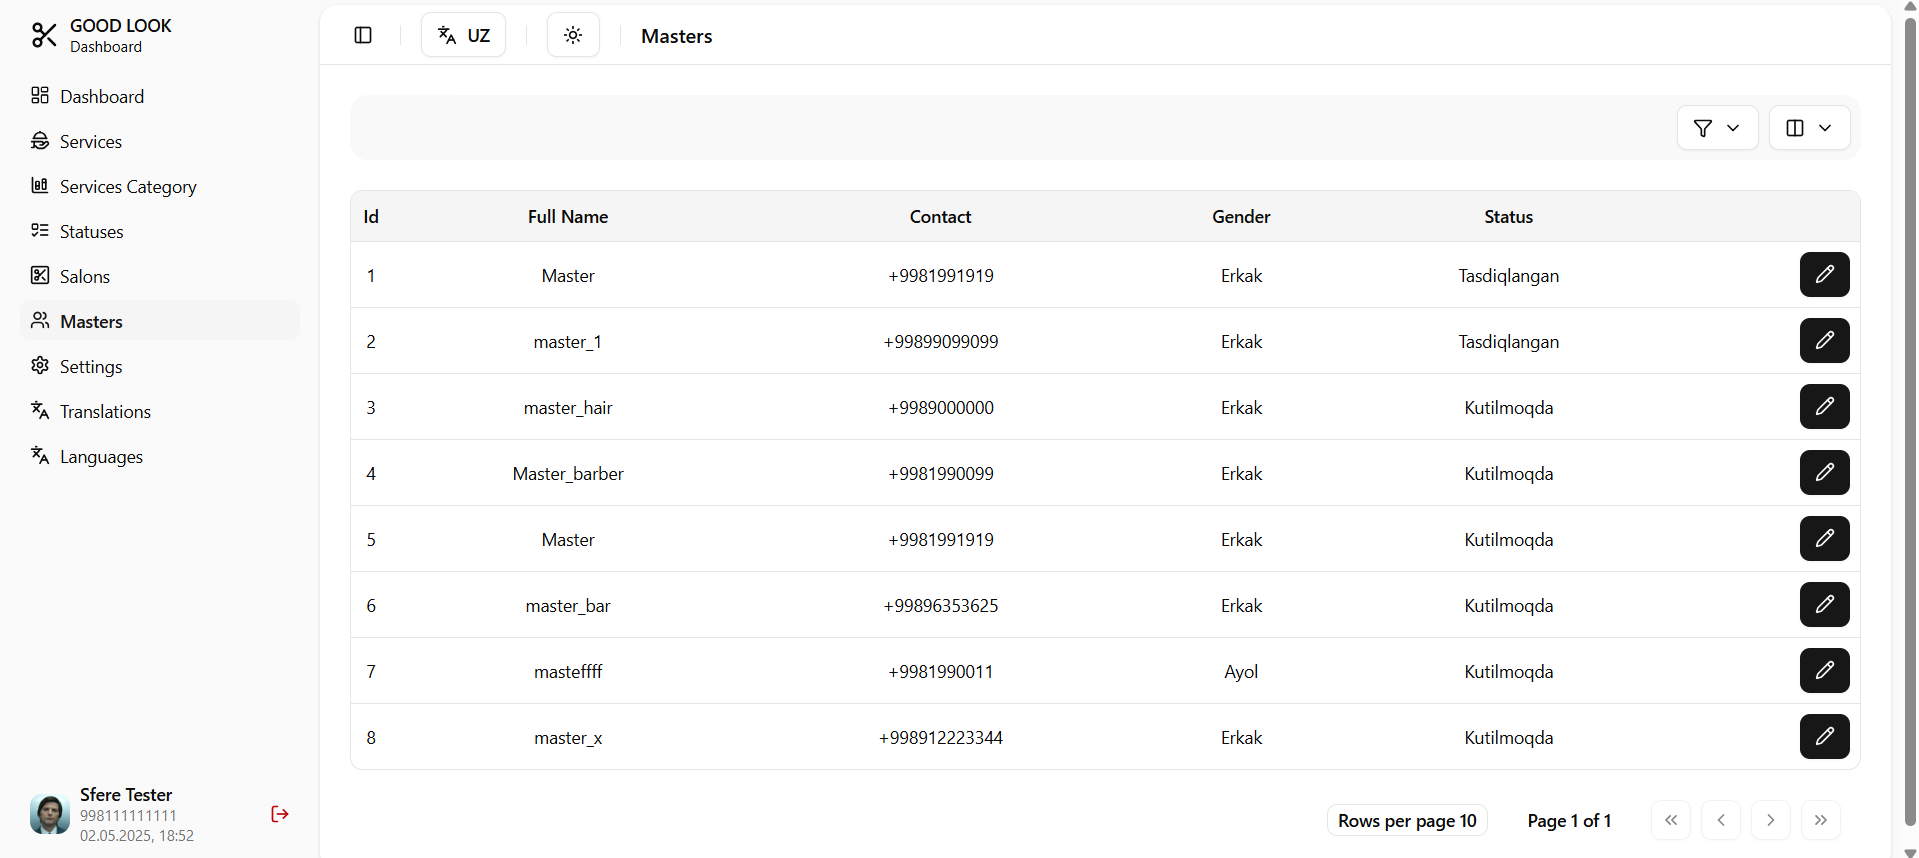 GOOD LOOK
Dashboard
Dashboard
Services
Services Category
Statuses
Salons
Masters
Settings
Translations
Languages
Sfere Tester
998111111111
02.05.2025, 18:52
UZ
Masters
Id Full Name Contact Gender Status
1 Master +9981991919 Erkak Tasdiqlangan
2 master_1 +99899099099 Erkak Tasdiqlangan
3 master_hair +9989000000 Erkak Kutilmoqda
4 Master_barber +9981990099 Erkak Kutilmoqda
5 Master +9981991919 Erkak Kutilmoqda
6 master_bar +99896353625 Erkak Kutilmoqda
7 masteffff +9981990011 Ayol Kutilmoqda
8 master_x +998912223344 Erkak Kutilmoqda
Rows per page 10 Page 1 of 1